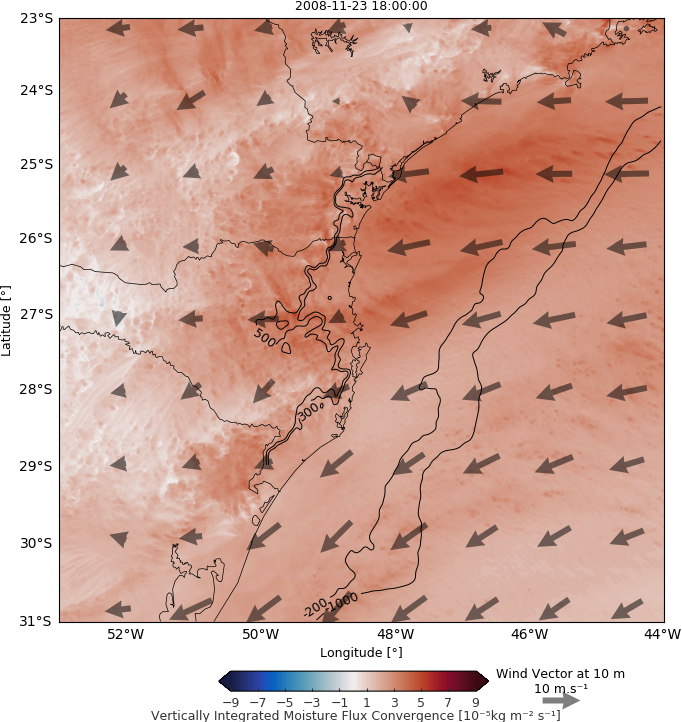 2008-11-23 18:00:00
23°S
24°S
25°S
26°S
27°S
28°S
29°S
30°S
31°S
Latitude [°]
500
300
-200
-1000
52°W 50°W 48°W 46°W 44°W
Longitude [°]
−9 −7 −5 −3 −1 1 3 5 7 9
Vertically Integrated Moisture Flux Convergence [10⁻⁵kg m⁻² s⁻¹]
Wind Vector at 10 m
10 m.s⁻¹